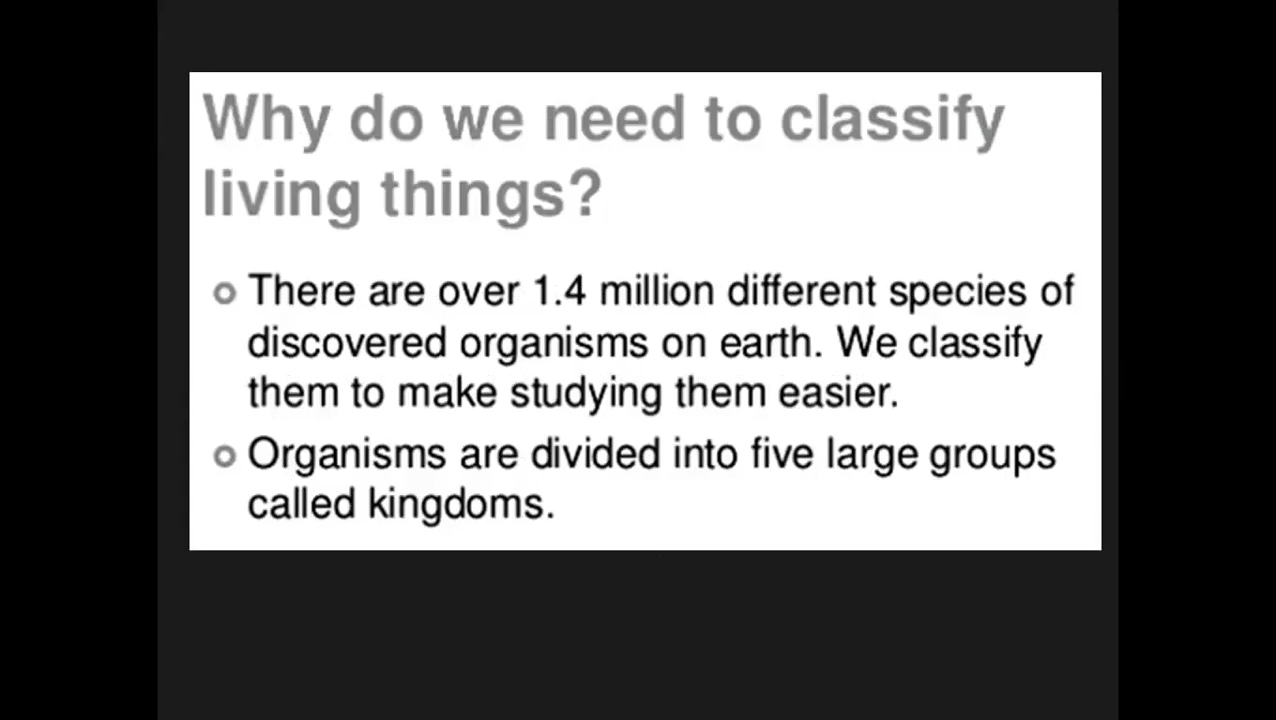 Why do we need to classify
living things?
There are over 1.4 million different species of
discovered organisms on earth. We classify
them to make studying them easier.
Organisms are divided into five large groups
called kingdoms.